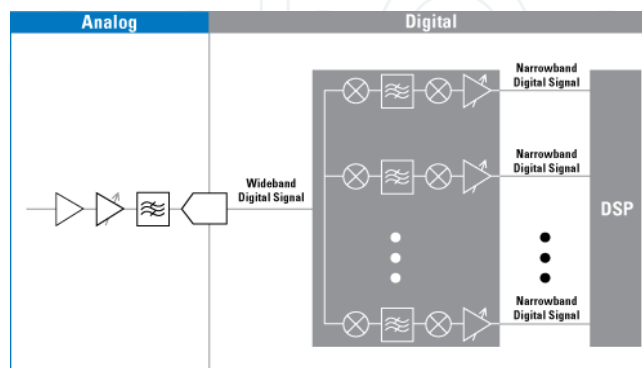 Analog
Digital
Narrowband
Digital Signal
Narrowband
Digital Signal
Wideband
Digital Signal
DSP
Narrowband
Digital Signal